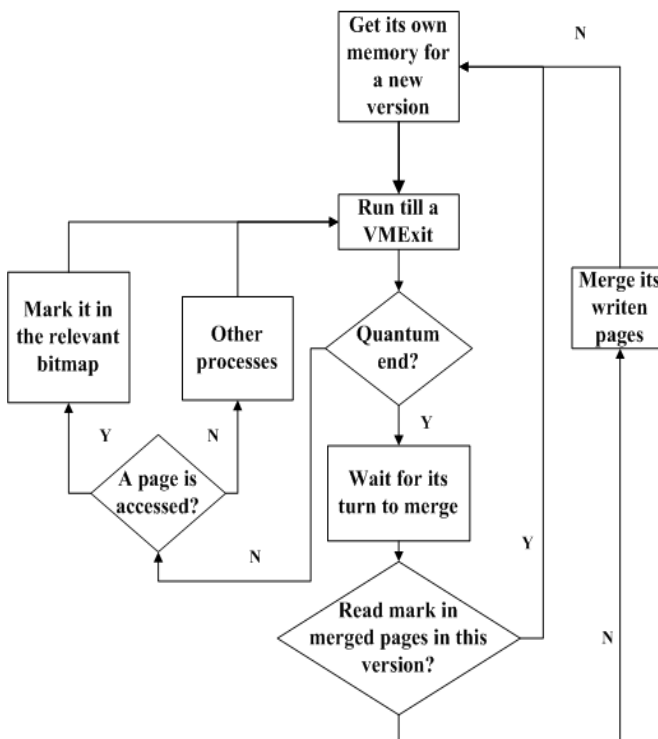 Get its own
memory for
a new
version
N
Run till a
VMExit
Mark it in
the relevant
bitmap
Other
processes
Quantum
end?
Merge its
writen
pages
Y
N
Y
A page is
accessed?
Wait for its
turn to merge
N
Y
Read mark in
merged pages in this
version?
N